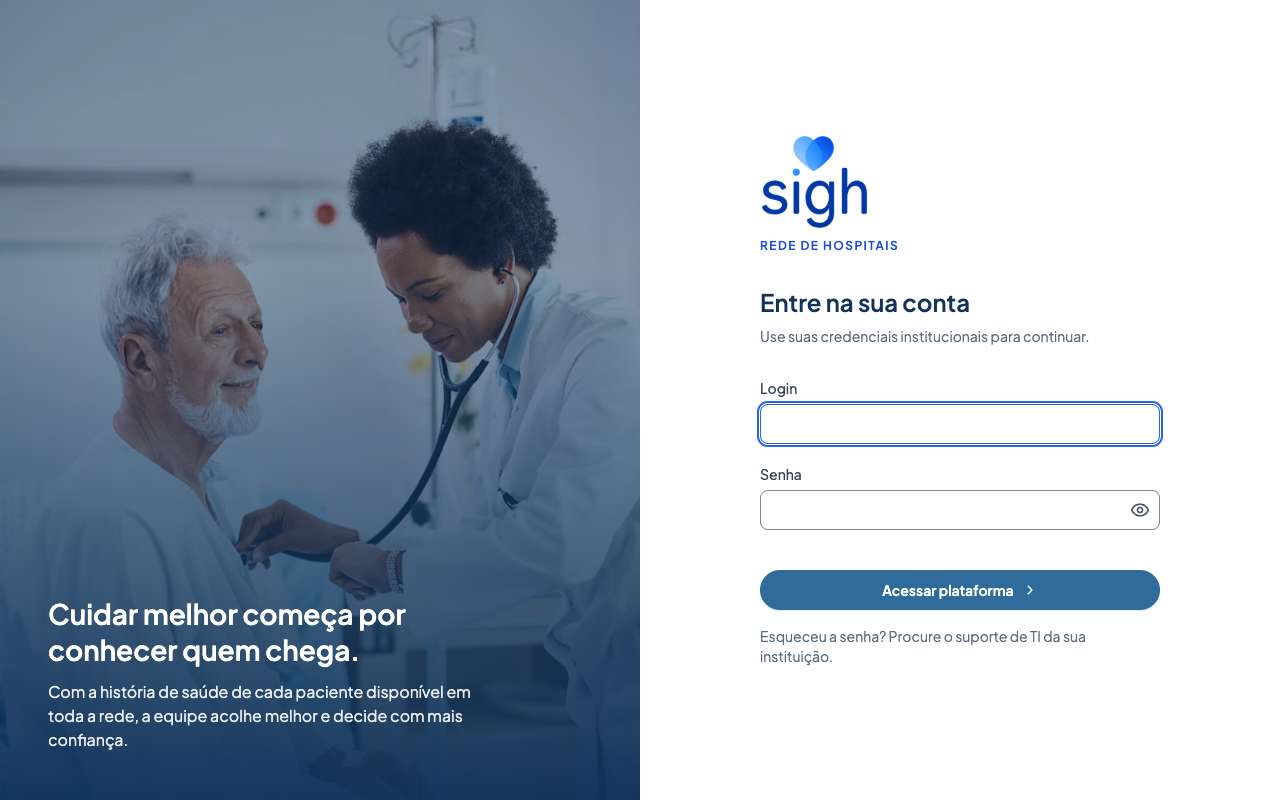 Cuidar melhor começa por
conhecer quem chega.
Com a história de saúde de cada paciente disponível em
toda a rede, a equipe acolhe melhor e decide com mais
confiança.
sigh
REDE DE HOSPITAIS
Entre na sua conta
Use suas credenciais institucionais para continuar.
Login
Senha
Acessar plataforma
Esqueceu a senha? Procure o suporte de TI da sua
instituição.